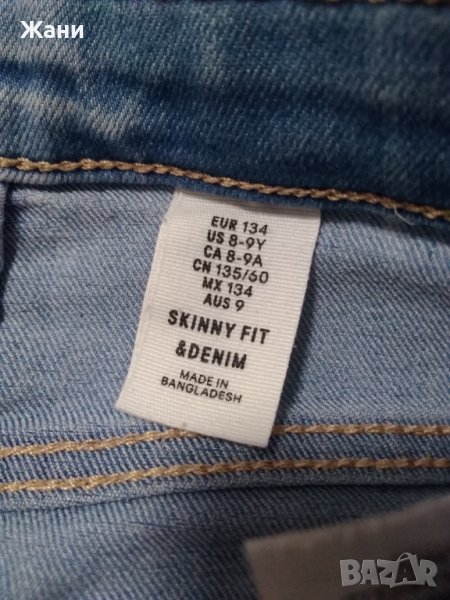 Жани
EUR 134
US 8-9Y
CA 8-9A
CN 135/60
MX 134
AUS 9
SKINNY FIT
&DENIM
MADE IN
BANGLADESH
BAZAR